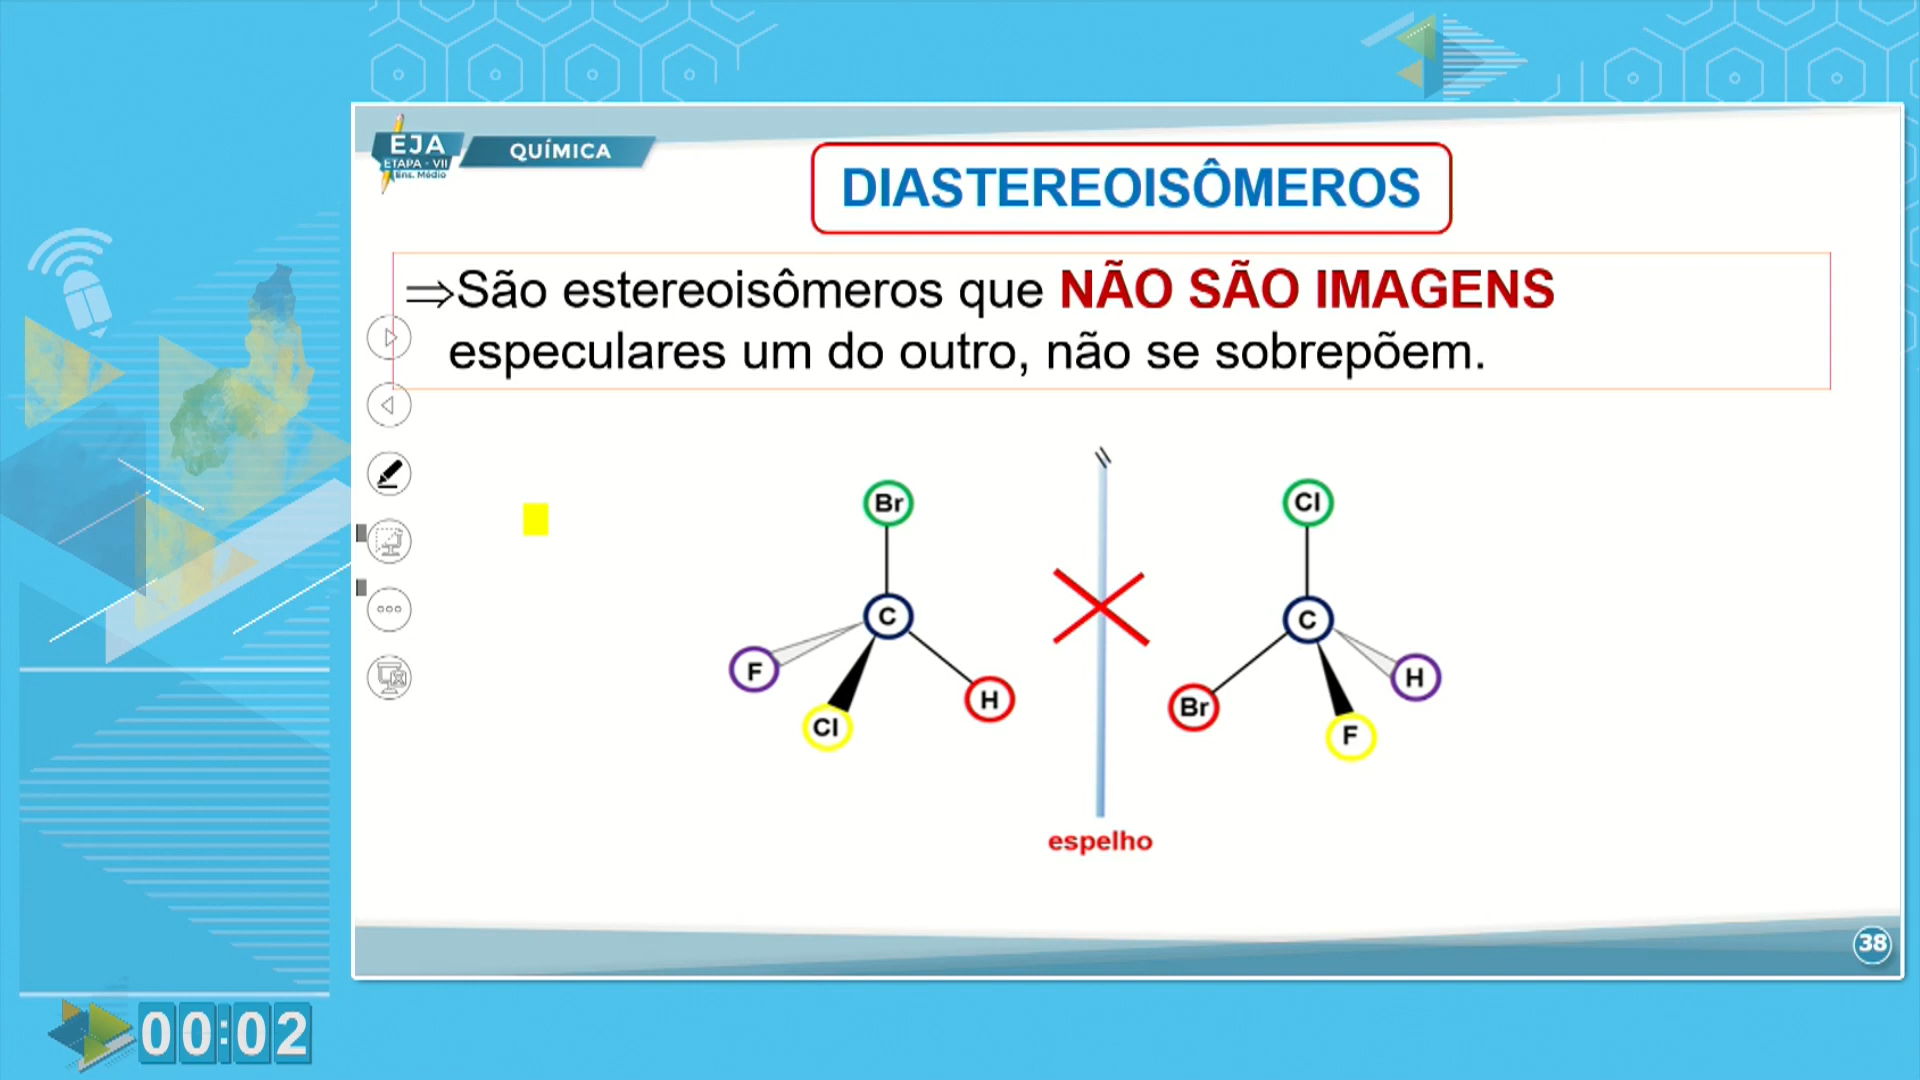 EJA
ETAPA - VII
Ens. Médio
QUÍMICA
DIASTEREOISÔMEROS
⇒São estereoisômeros que NÃO SÃO IMAGENS
especulares um do outro, não se sobrepõem.
Br
C
F
Cl
H
Cl
C
H
Br
F
espelho
38
00:02